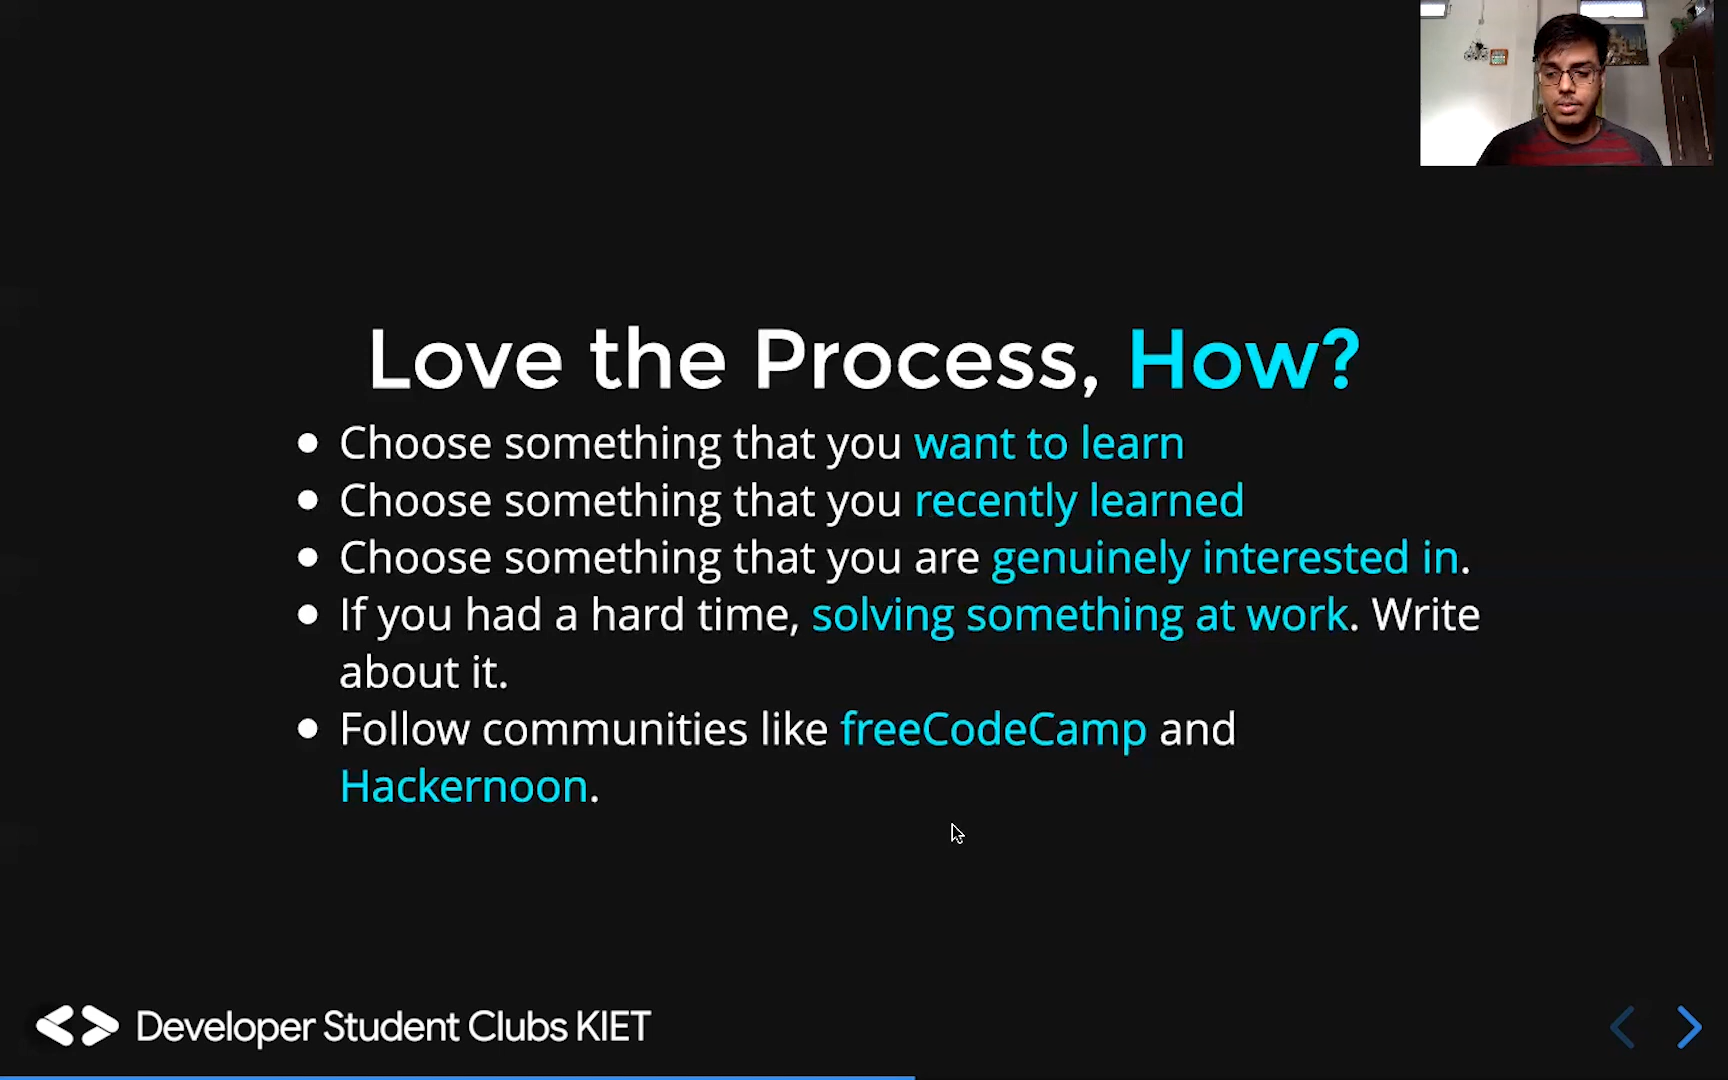 Love the Process, How?
Choose something that you want to learn
Choose something that you recently learned
Choose something that you are genuinely interested in.
If you had a hard time, solving something at work. Write
about it.
Follow communities like freeCodeCamp and
Hackernoon.
Developer Student Clubs KIET